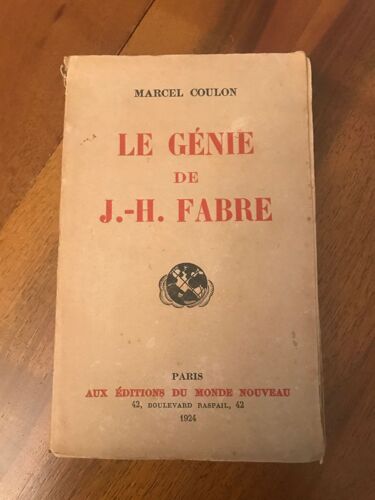 MARCEL COULON
LE GÉNIE
DE
J.-H. FABRE
PARIS
AUX ÉDITIONS DU MONDE NOUVEAU
42, BOULEVARD RASPAIL, 42
1924